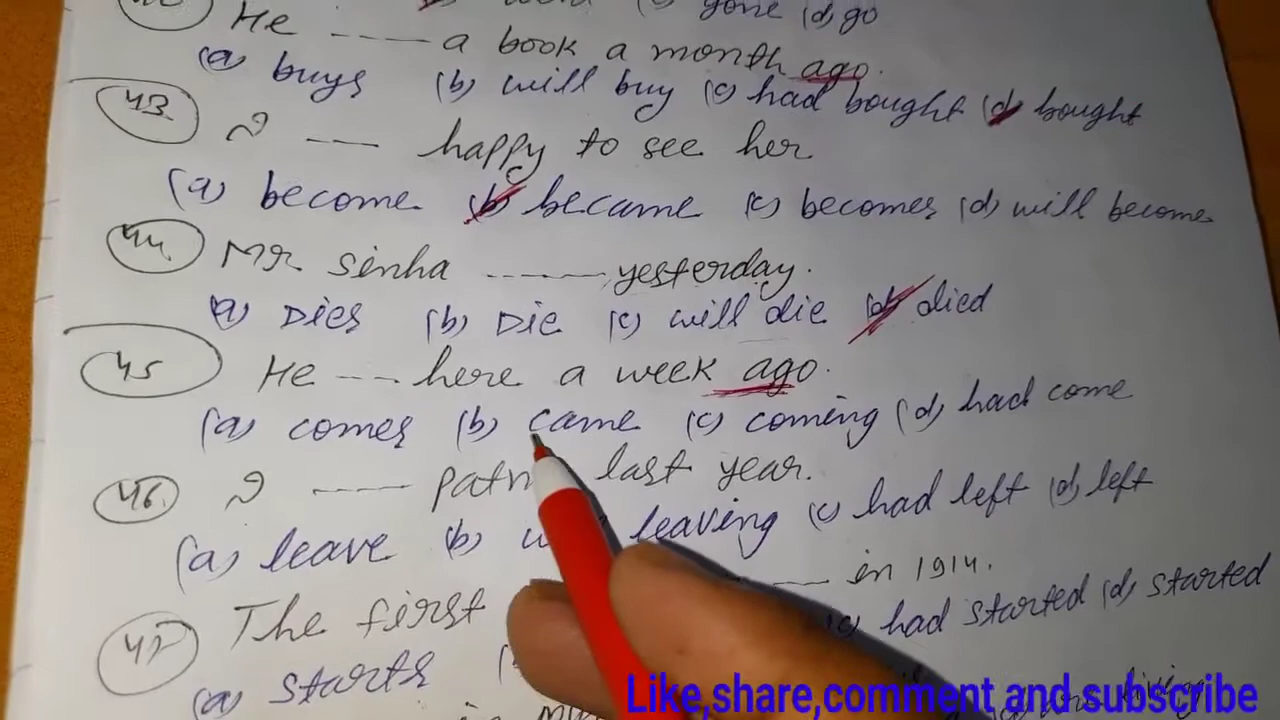 (c) gone (d) go
He ---- a book a month ago.
(a) buys (b) will buy (c) had bought (d) bought
43. I --- happy to see her
(a) become (b) became (c) becomes (d) will become
44. Mr sinha ------ yesterday.
(a) Dies (b) Die (c) will die (d) died
45 He --- here a week ago.
(a) comes (b) came (c) coming (d) had come
46. I ---- patn last year.
(a) leave (b) leaving (c) had left (d) left
47 The first ---- in 1914.
(a) starts (c) had started (d) started
Like,share,comment and subscribe